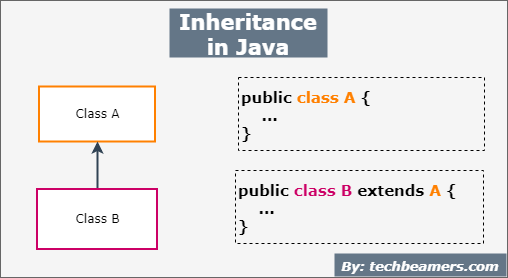 Inheritance
in Java
Class A
public class A {
...
}
Class B
public class B extends A {
...
}
By: techbeamers.com